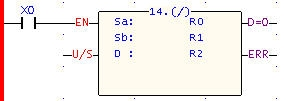 X0
14.(/)
EN Sa: R0 D=0
Sb: R1
U/S D : R2 ERR